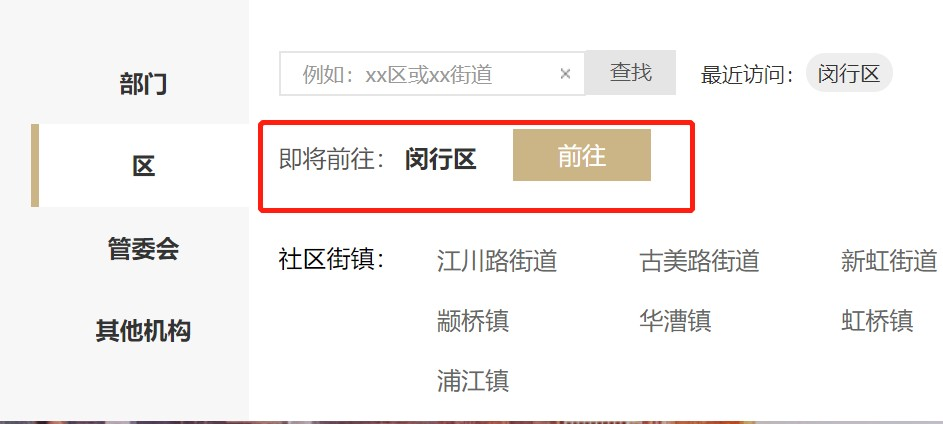 部门
区
管委会
其他机构
例如：xx区或xx街道 × 查找 最近访问： 闵行区
即将前往： 闵行区 前往
社区街镇： 江川路街道 古美路街道 新虹街道
颛桥镇 华漕镇 虹桥镇
浦江镇